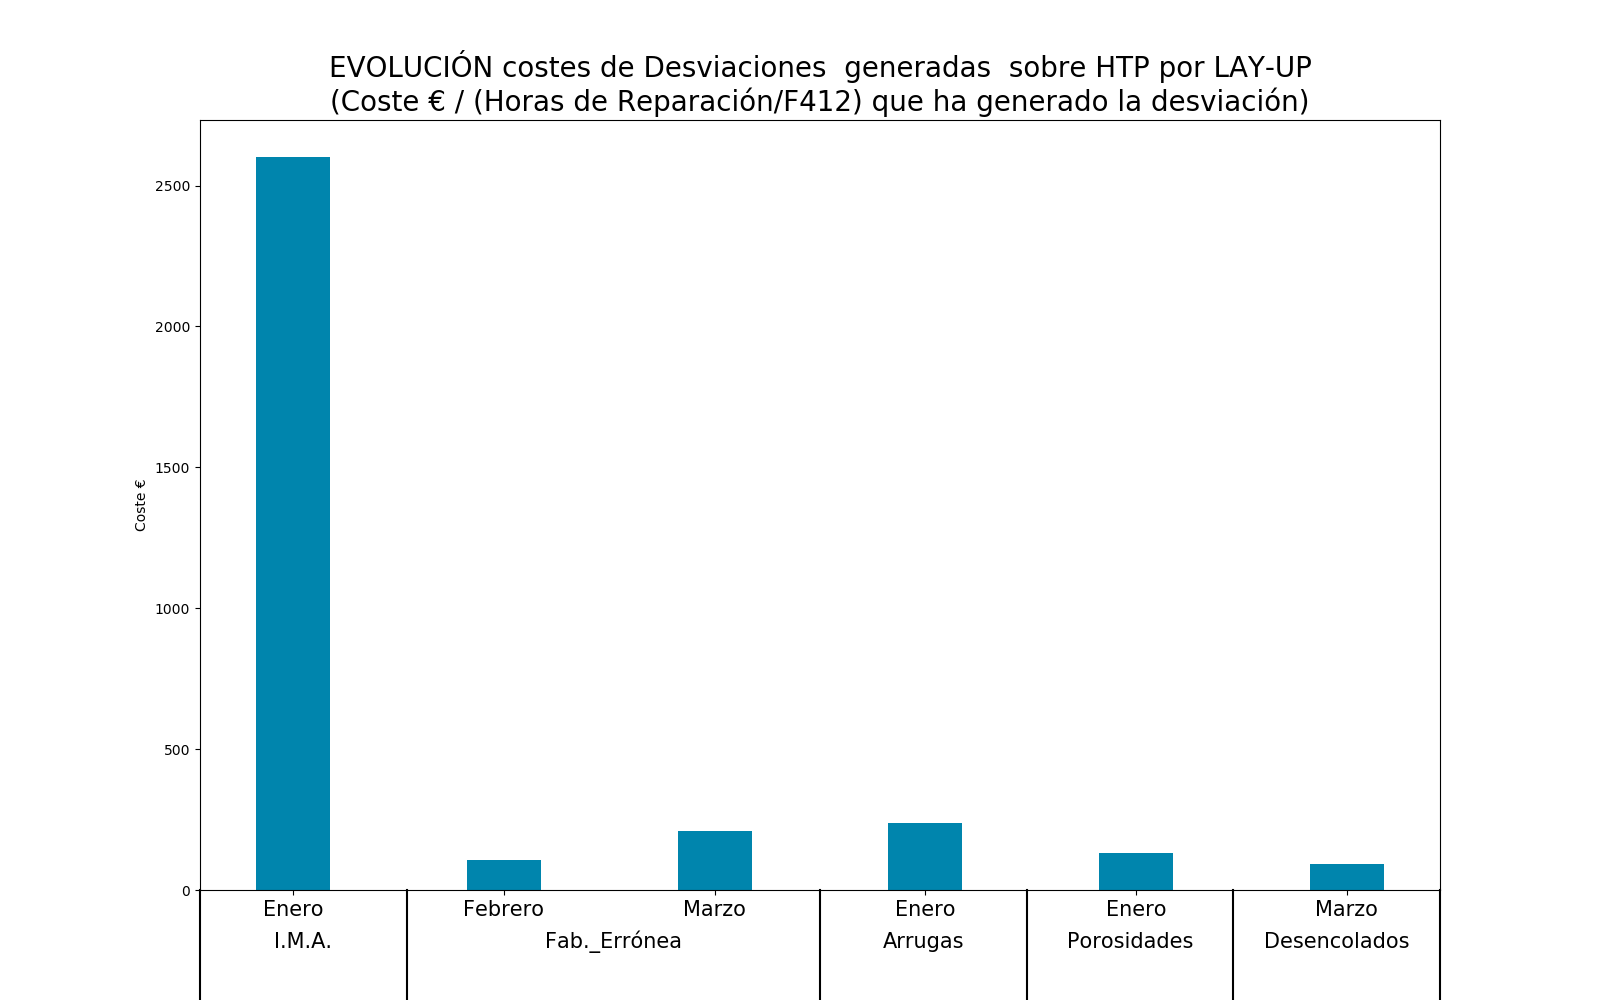 EVOLUCIÓN costes de Desviaciones  generadas  sobre HTP por LAY-UP
(Coste € / (Horas de Reparación/F412) que ha generado la desviación)
Coste €
2500
2000
1500
1000
500
0
Enero Febrero Marzo Enero Enero Marzo
I.M.A. Fab._Errónea Arrugas Porosidades Desencolados